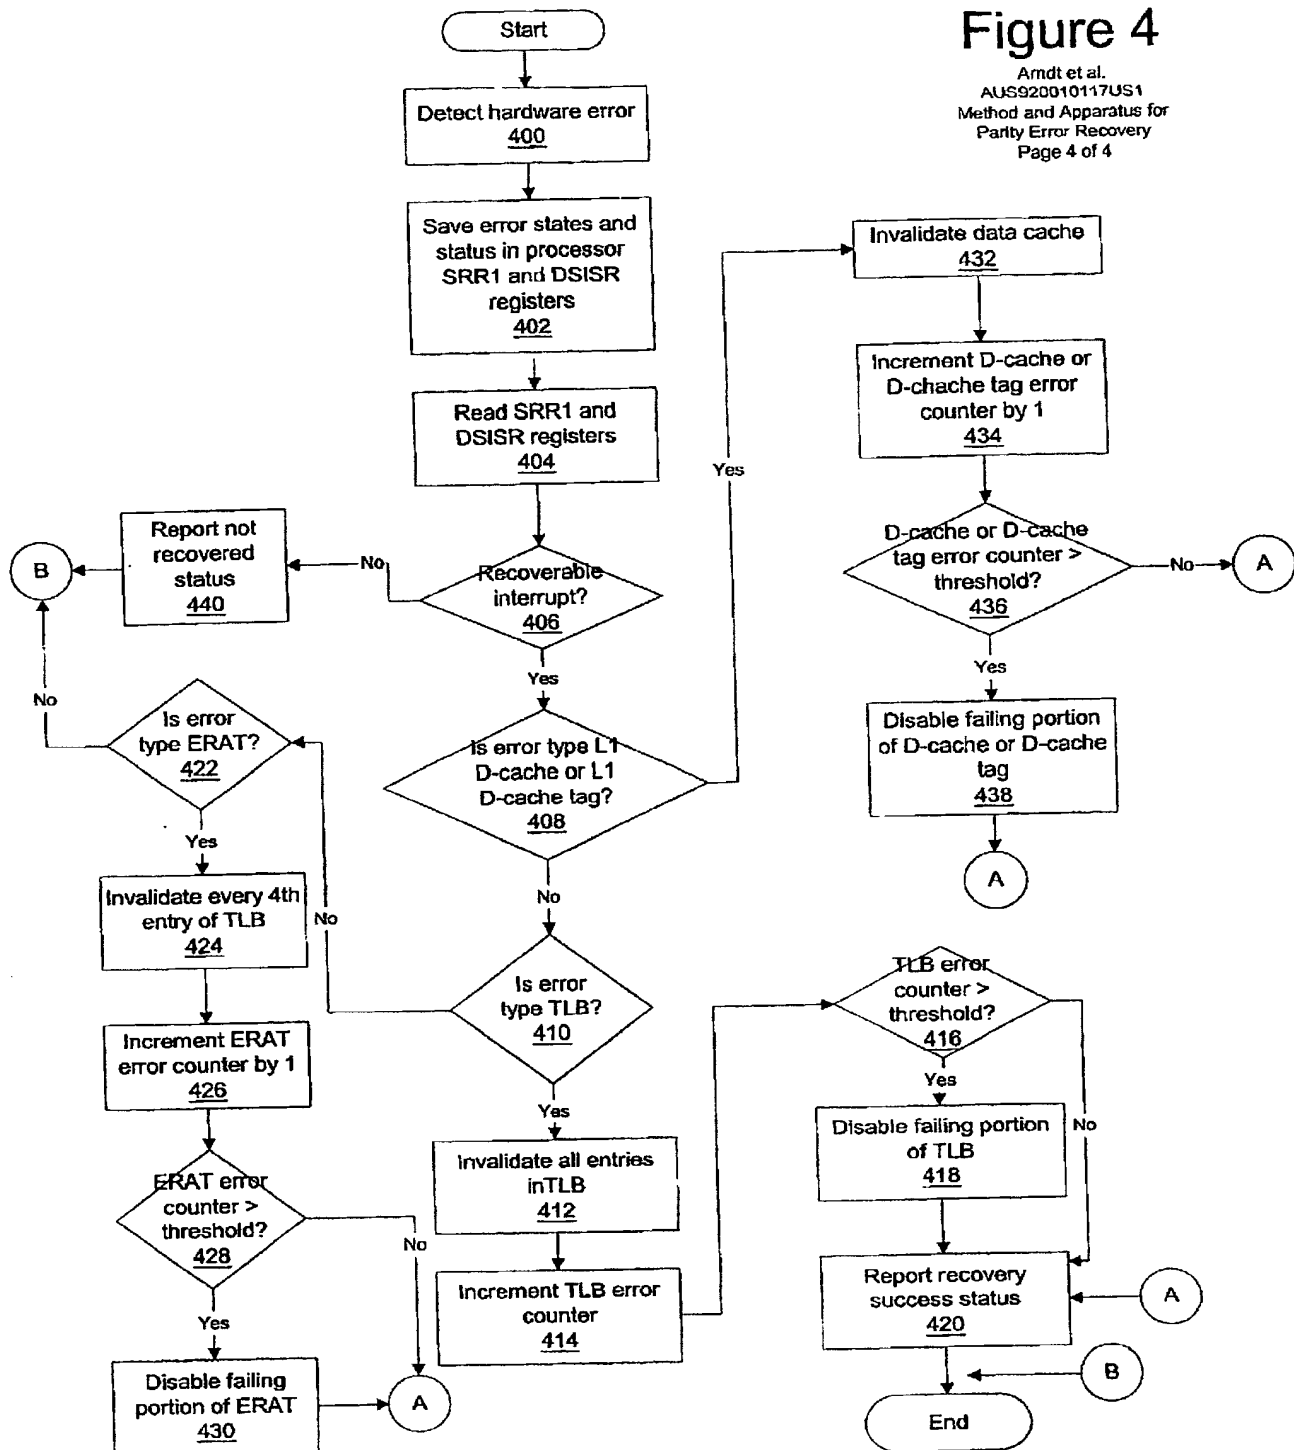 Start
Figure 4
Arndt et al.
AUS920010117US1
Method and Apparatus for
Parity Error Recovery
Page 4 of 4
Detect hardware error
400
Save error states and
status in processor
SRR1 and DSISR
registers
402
Read SRR1 and
DSISR registers
404
Recoverable
interrupt?
406
No
Report not
recovered
status
440
B
Yes
Is error type L1
D-cache or L1
D-cache tag?
408
Yes
Invalidate data cache
432
Increment D-cache or
D-chache tag error
counter by 1
434
D-cache or D-cache
tag error counter >
threshold?
436
No
A
Yes
Disable failing portion
of D-cache or D-cache
tag
438
A
No
Is error
type TLB?
410
No
Is error
type ERAT?
422
No
Yes
Invalidate every 4th
entry of TLB
424
Increment ERAT
error counter by 1
426
ERAT error
counter >
threshold?
428
No
Yes
Disable failing
portion of ERAT
430
A
Yes
Invalidate all entries
inTLB
412
Increment TLB error
counter
414
TLB error
counter >
threshold?
416
Yes
No
Disable failing portion
of TLB
418
Report recovery
success status
420
A
B
End